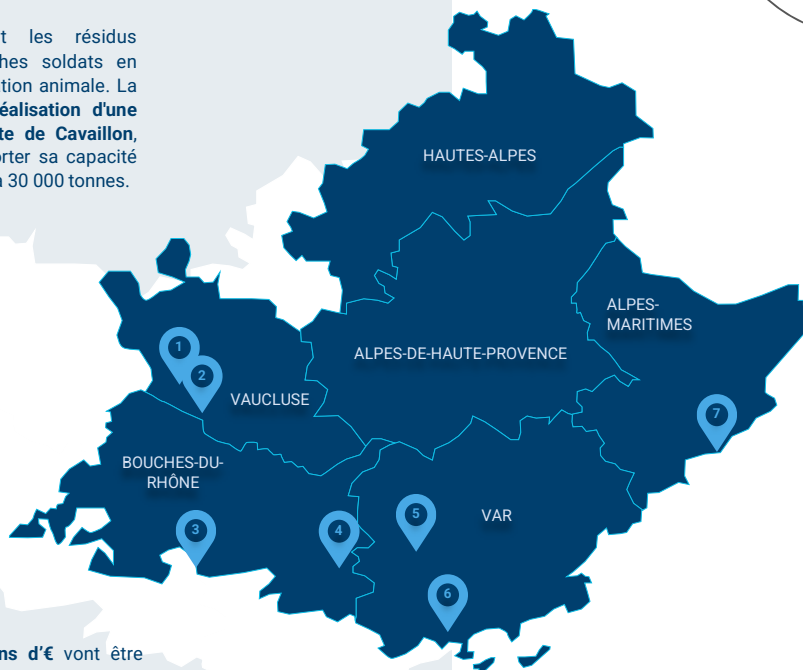 t les résidus
hes soldats en
tion animale. La
éalisation d'une
te de Cavaillon,
rter sa capacité
à 30 000 tonnes.
HAUTES-ALPES
ALPES-
MARITIMES
ALPES-DE-HAUTE-PROVENCE
1
2
VAUCLUSE
7
BOUCHES-DU-
RHÔNE
3
4
5
VAR
6
ns d'€ vont être